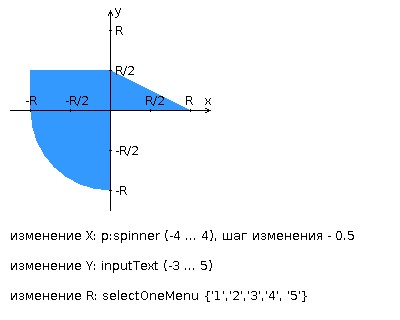 y
R
R/2
-R -R/2 R/2 R x
-R/2
-R
изменение X: p:spinner (-4 ... 4), шаг изменения - 0.5
изменение Y: inputText (-3 ... 5)
изменение R: selectOneMenu {'1','2','3','4', '5'}